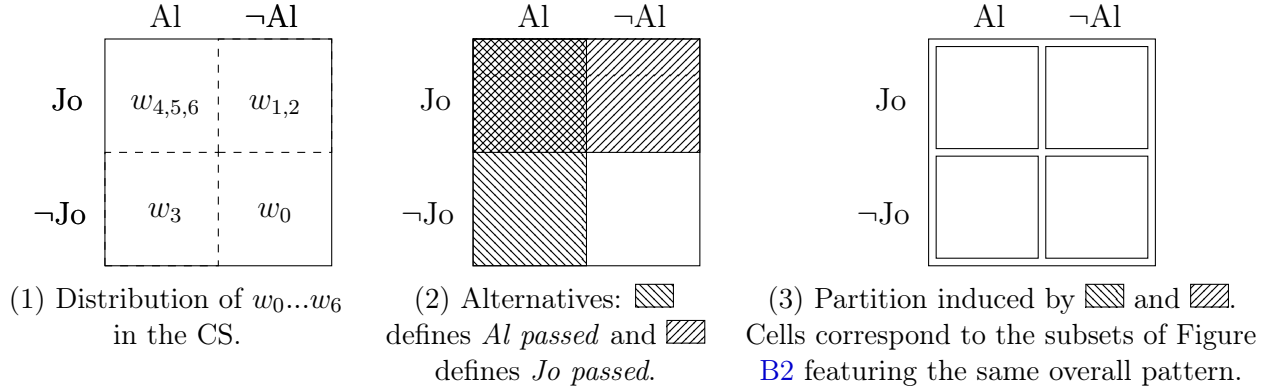 Al ¬Al Al ¬Al Al ¬Al
Jo w4,5,6 w1,2 Jo Jo
¬Jo w3 w0 ¬Jo ¬Jo
(1) Distribution of w0...w6
in the CS.
(2) Alternatives:
defines Al passed and
defines Jo passed.
(3) Partition induced by and .
Cells correspond to the subsets of Figure
B2 featuring the same overall pattern.